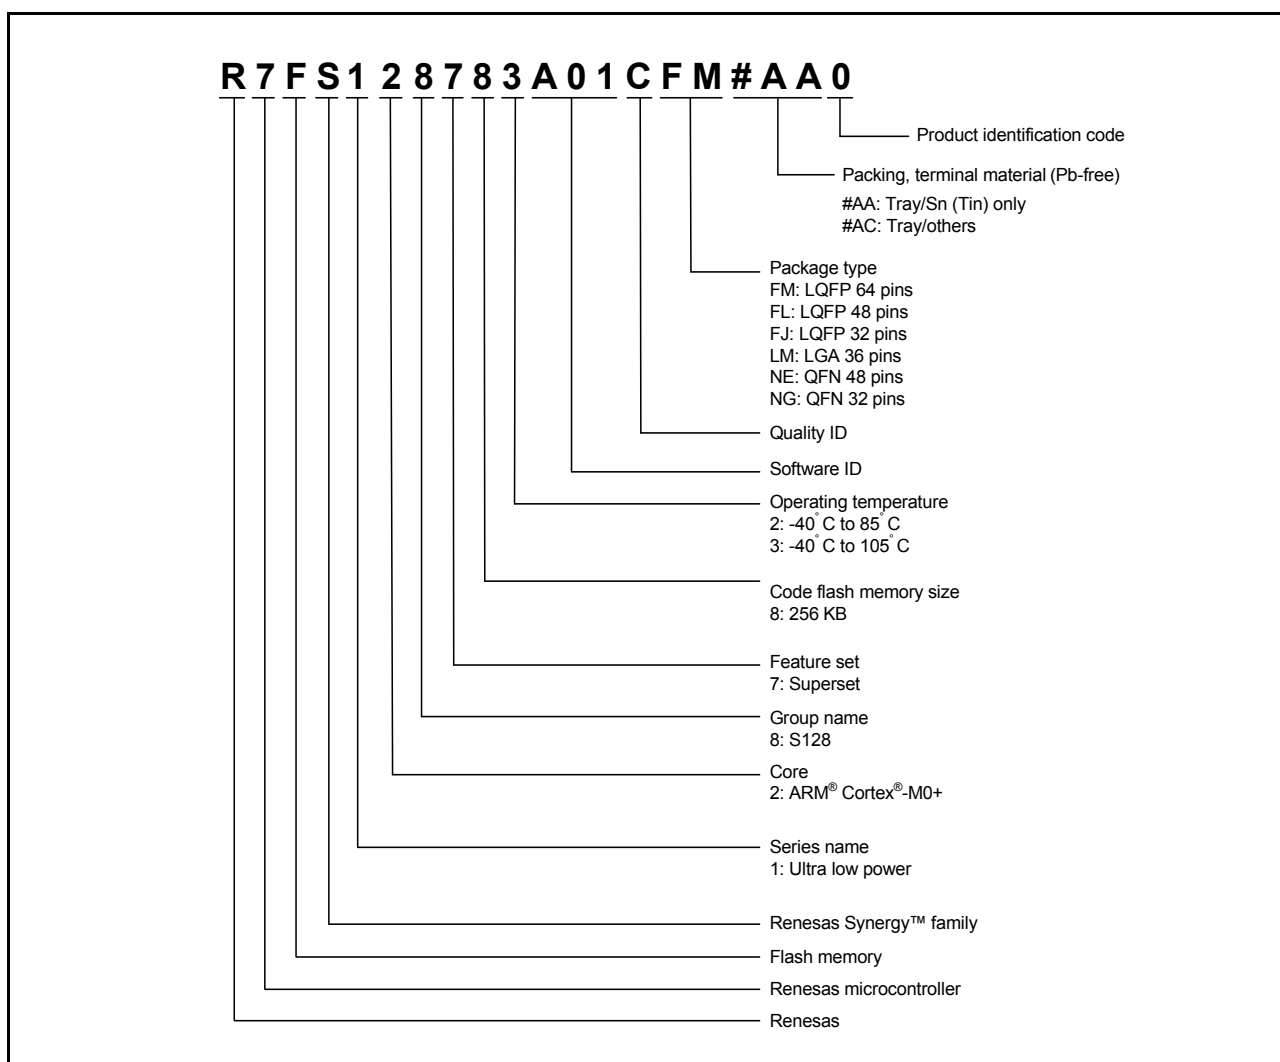 R7FS128783A01CFM#AA0
Product identification code
Packing, terminal material (Pb-free)
#AA: Tray/Sn (Tin) only
#AC: Tray/others
Package type
FM: LQFP 64 pins
FL: LQFP 48 pins
FJ: LQFP 32 pins
LM: LGA 36 pins
NE: QFN 48 pins
NG: QFN 32 pins
Quality ID
Software ID
Operating temperature
2: -40°C to 85°C
3: -40°C to 105°C
Code flash memory size
8: 256 KB
Feature set
7: Superset
Group name
8: S128
Core
2: ARM® Cortex®-M0+
Series name
1: Ultra low power
Renesas Synergy™ family
Flash memory
Renesas microcontroller
Renesas